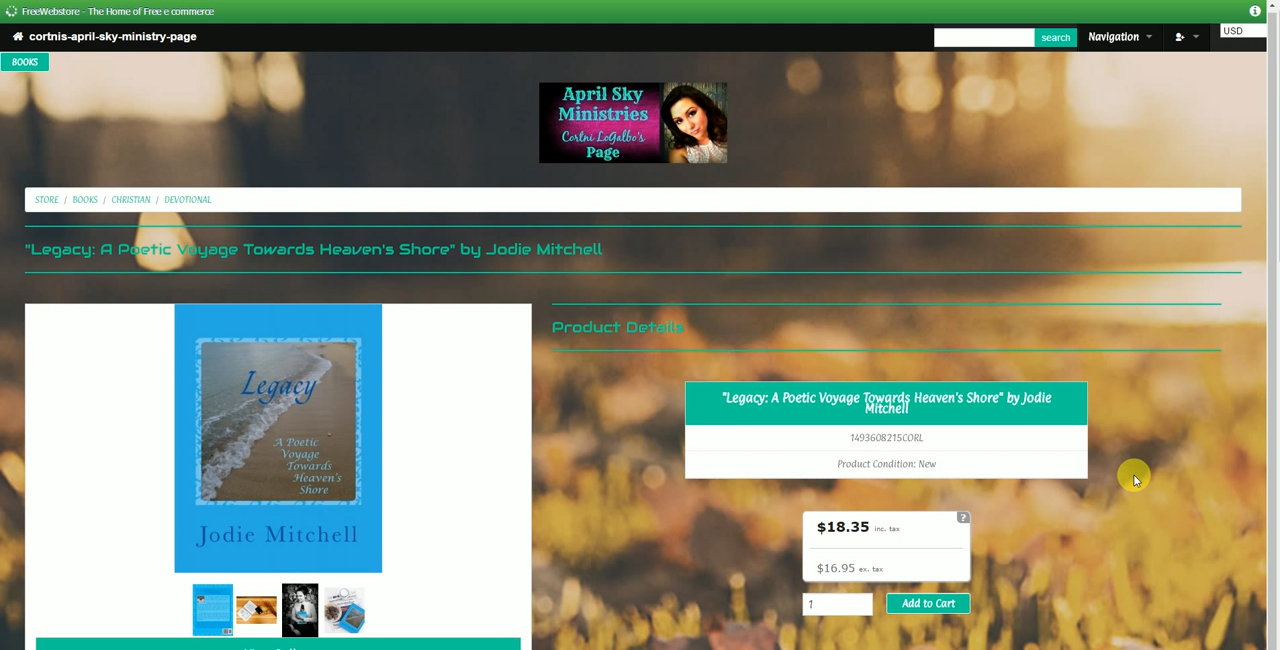 FreeWebstore - The Home of Free e commerce
cortnis-april-sky-ministry-page
search
Navigation
USD
BOOKS
April Sky
Ministries
Cortni LoGalbo's
Page
STORE / BOOKS / CHRISTIAN / DEVOTIONAL
"Legacy: A Poetic Voyage Towards Heaven's Shore" by Jodie Mitchell
Legacy
A Poetic
Voyage
Towards
Heaven's
Shore
Jodie Mitchell
Product Details
"Legacy: A Poetic Voyage Towards Heaven's Shore" by Jodie
Mitchell
1493608215CORL
Product Condition: New
?
$18.35 inc. tax
$16.95 ex. tax
1
Add to Cart